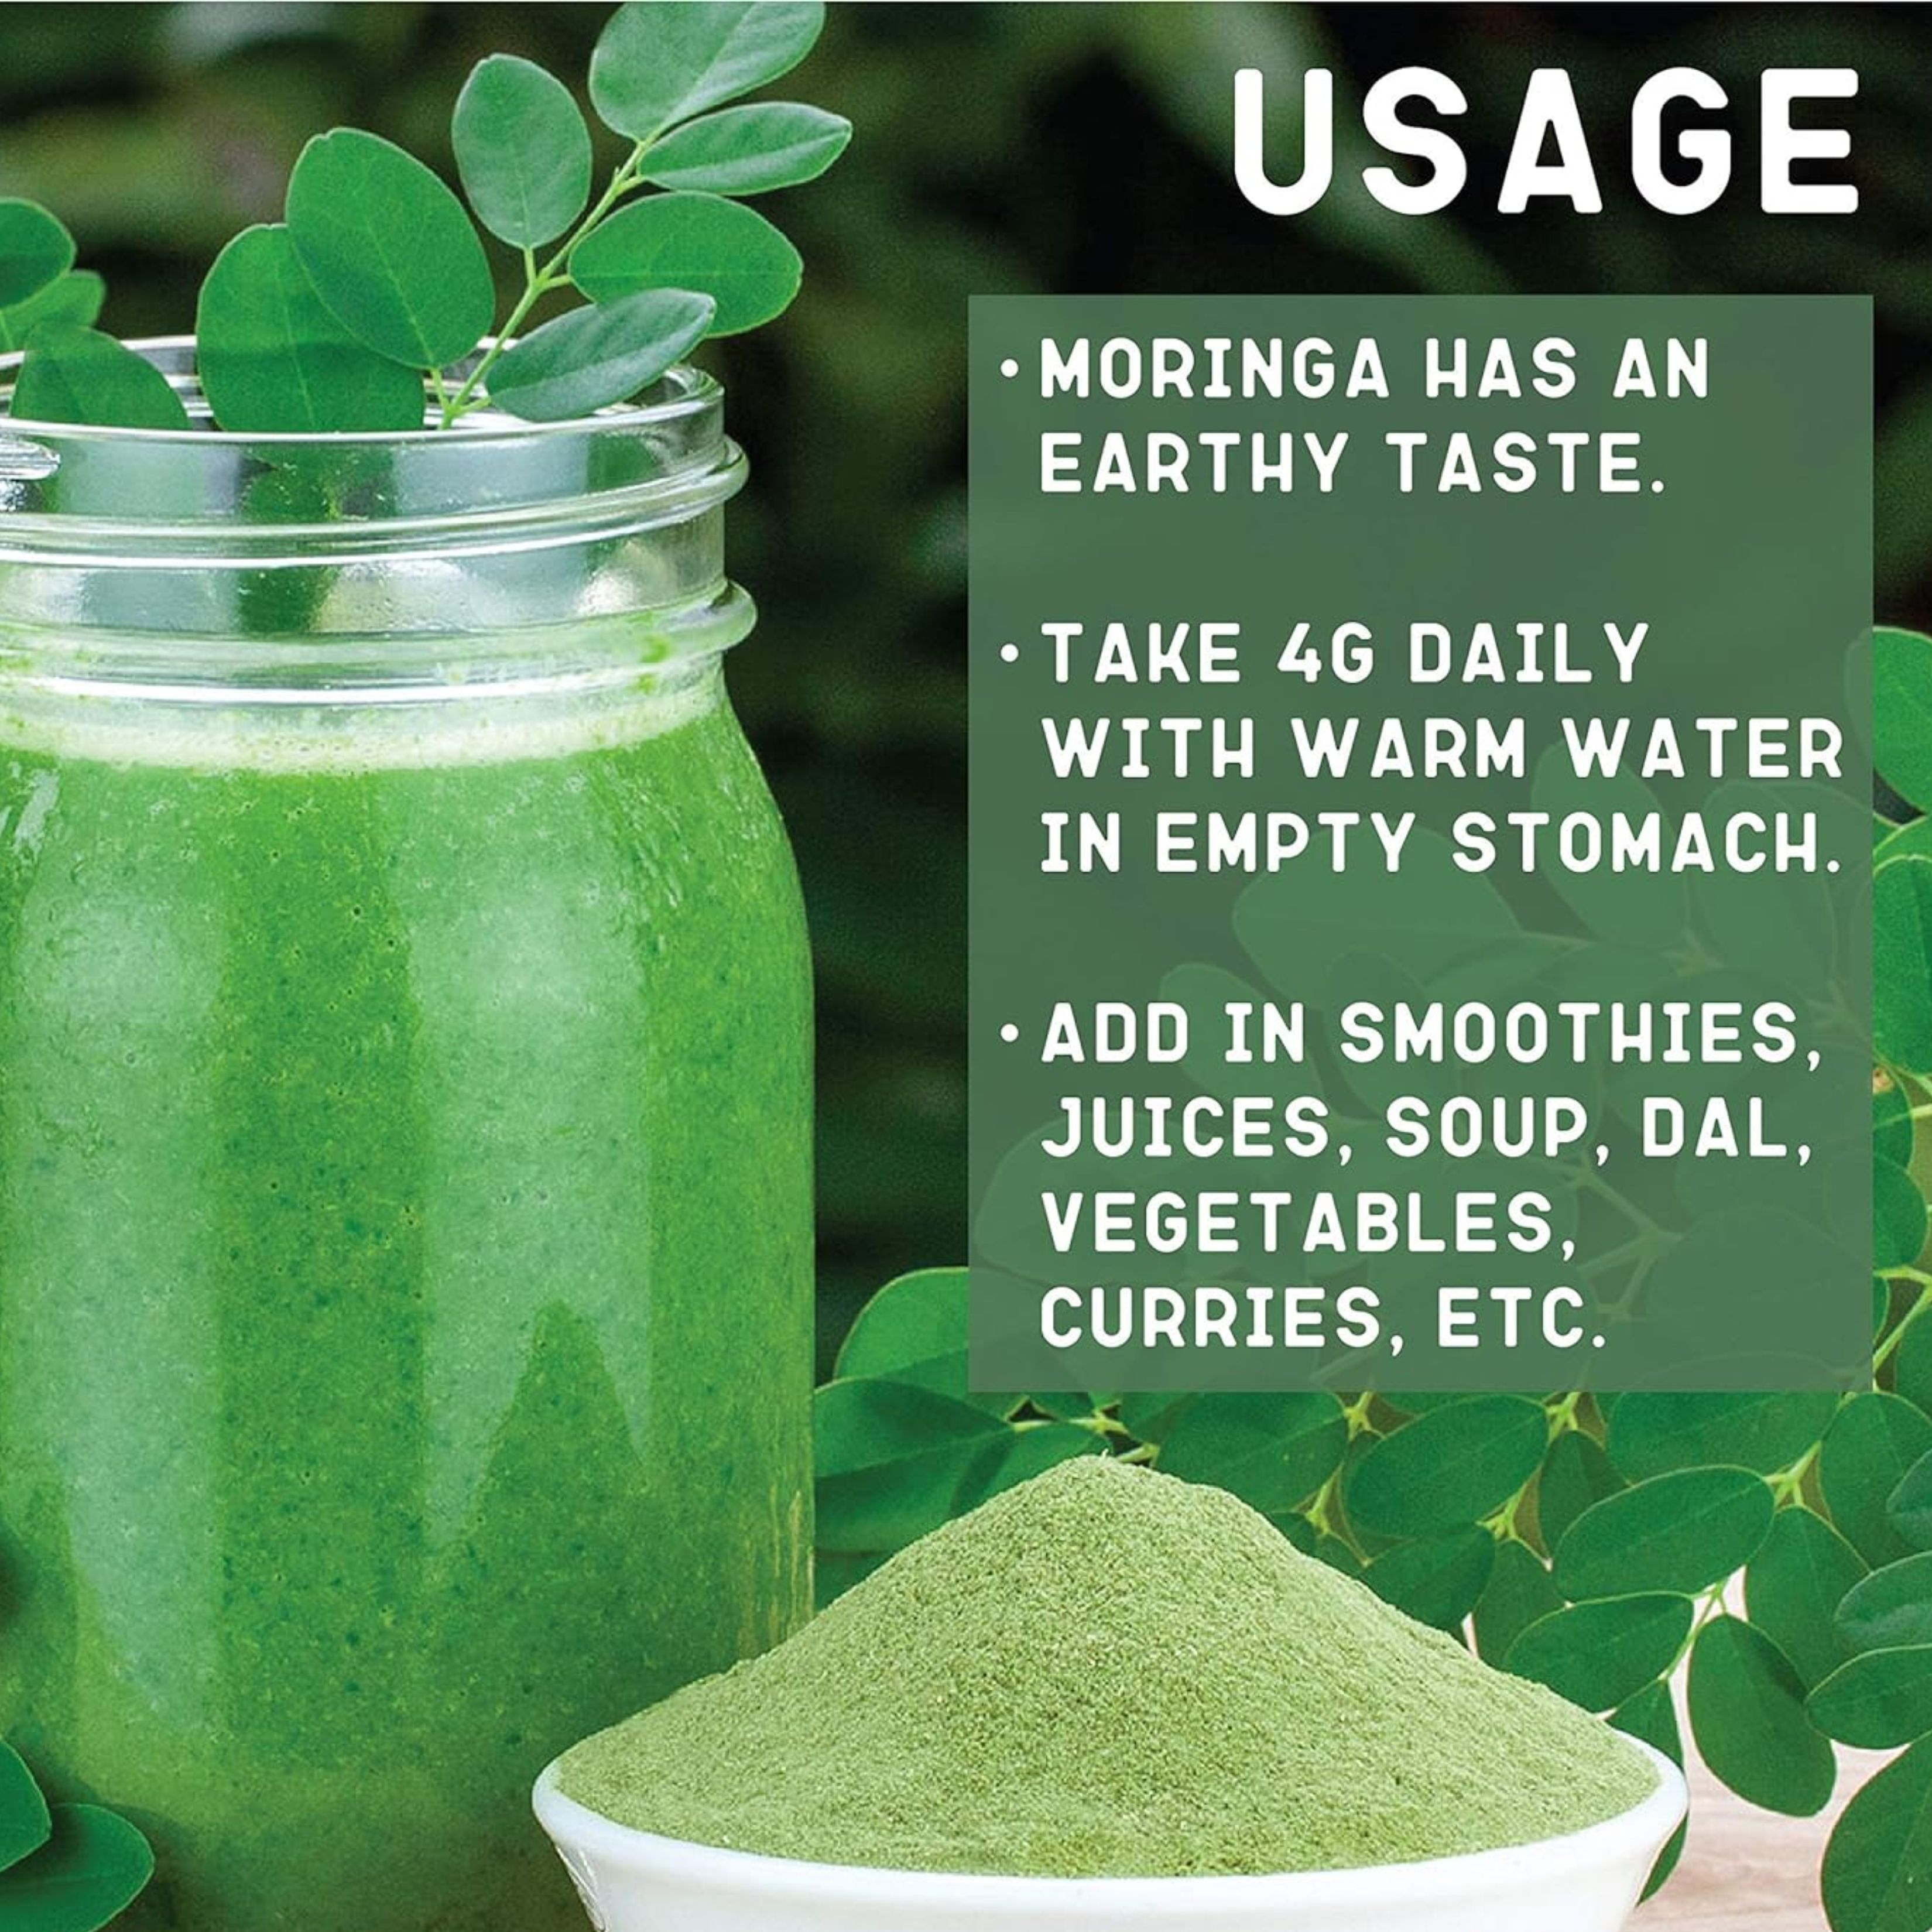 USAGE
• MORINGA HAS AN
EARTHY TASTE.
• TAKE 4G DAILY
WITH WARM WATER
IN EMPTY STOMACH.
• ADD IN SMOOTHIES,
JUICES, SOUP, DAL,
VEGETABLES,
CURRIES, ETC.